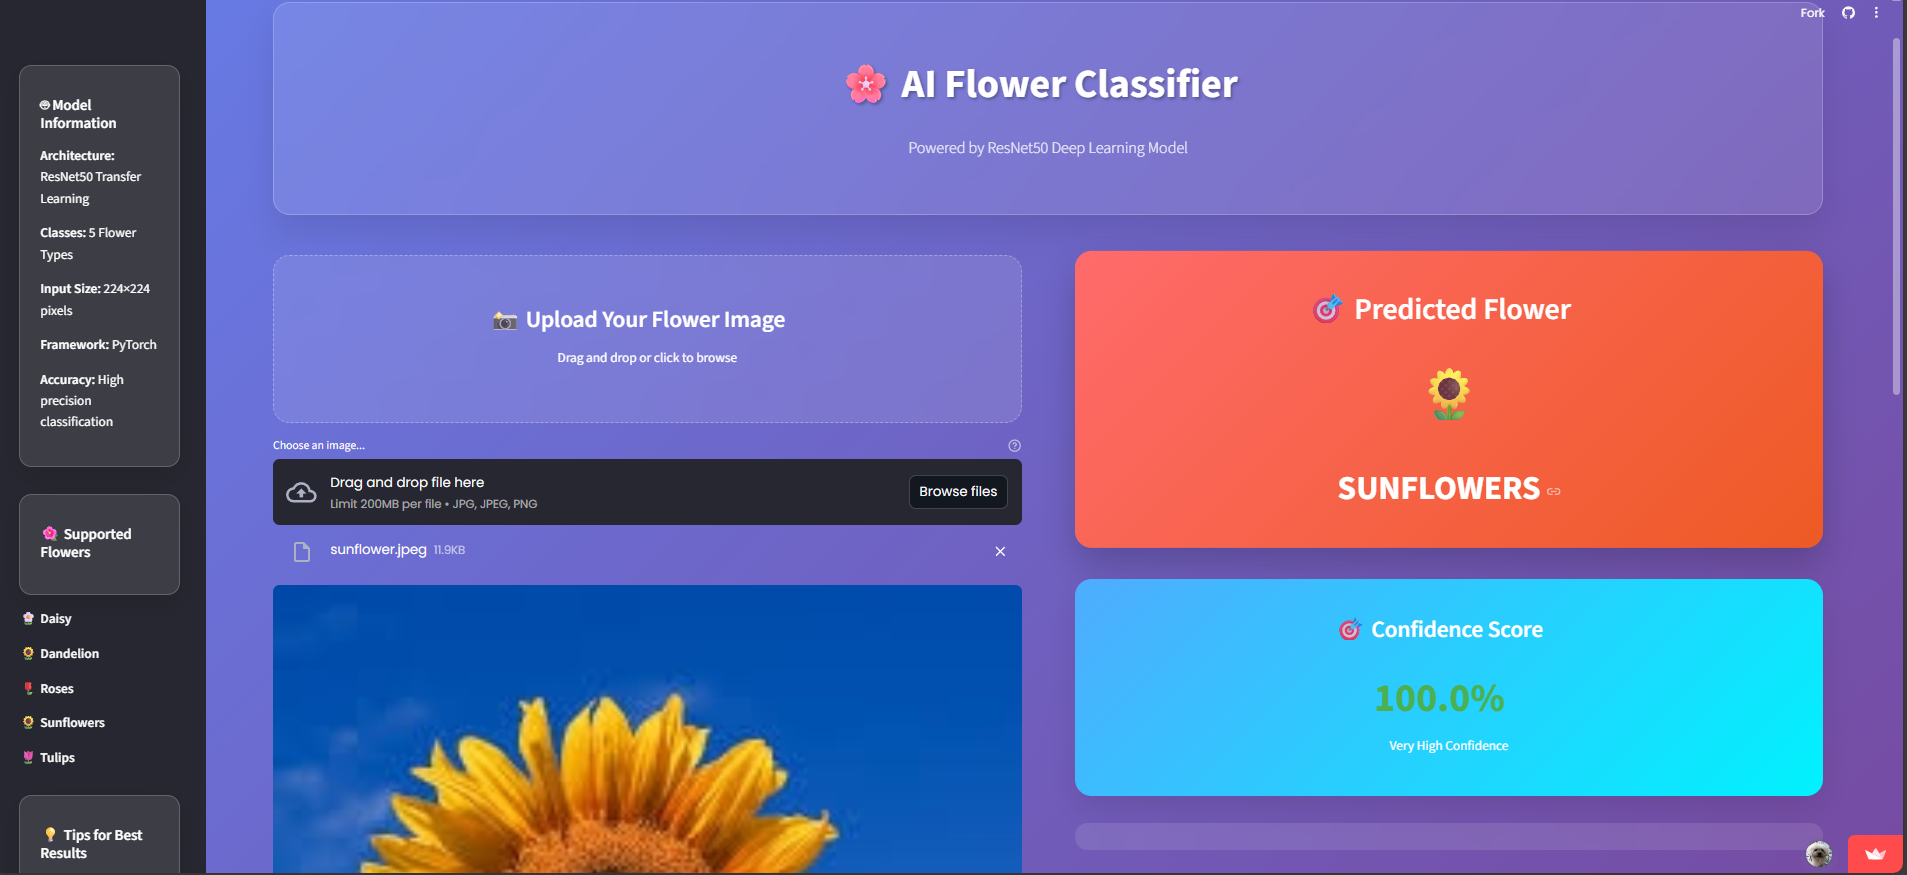 Fork
Model
Information
Architecture:
ResNet50 Transfer
Learning
Classes: 5 Flower
Types
Input Size: 224×224
pixels
Framework: PyTorch
Accuracy: High
precision
classification
Supported
Flowers
Daisy
Dandelion
Roses
Sunflowers
Tulips
Tips for Best
Results
AI Flower Classifier
Powered by ResNet50 Deep Learning Model
Upload Your Flower Image
Drag and drop or click to browse
Choose an image...
Drag and drop file here
Limit 200MB per file • JPG, JPEG, PNG
Browse files
sunflower.jpeg 11.9KB
Predicted Flower
SUNFLOWERS
Confidence Score
100.0%
Very High Confidence